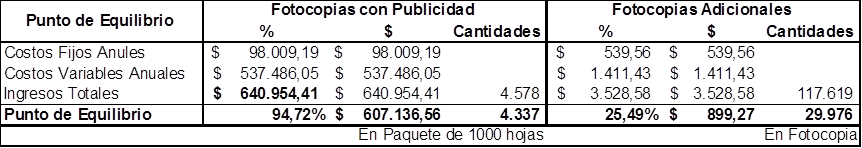 Punto de Equilibrio Fotocopias con Publicidad Fotocopias Adicionales
% $ Cantidades % $ Cantidades
Costos Fijos Anules $ 98.009,19 $ 98.009,19 $ 539,56 $ 539,56
Costos Variables Anuales $ 537.486,05 $ 537.486,05 $ 1.411,43 $ 1.411,43
Ingresos Totales $ 640.954,41 $ 640.954,41 4.578 $ 3.528,58 $ 3.528,58 117.619
Punto de Equilibrio 94,72% $ 607.136,56 4.337 25,49% $ 899,27 29.976
En Paquete de 1000 hojas En Fotocopia